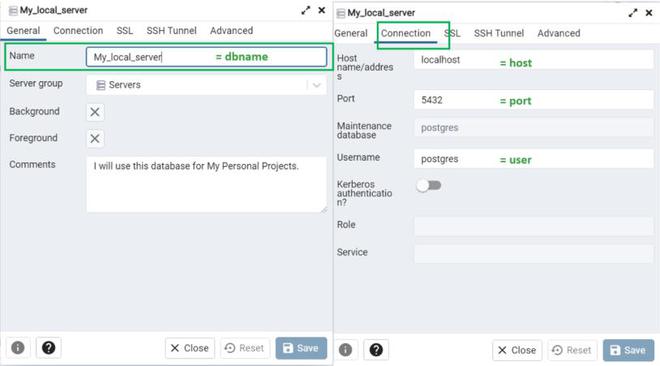 My_local_server
General Connection SSL SSH Tunnel Advanced
Name My_local_server = dbname
Server group Servers
Background
Foreground
Comments I will use this database for My Personal Projects.
Close Reset Save
My_local_server
General Connection SSL SSH Tunnel Advanced
Host
name/addres
s
localhost = host
Port 5432 = port
Maintenance
database
postgres
Username postgres = user
Kerberos
authenticatio
n?
Role
Service
Close Reset Save